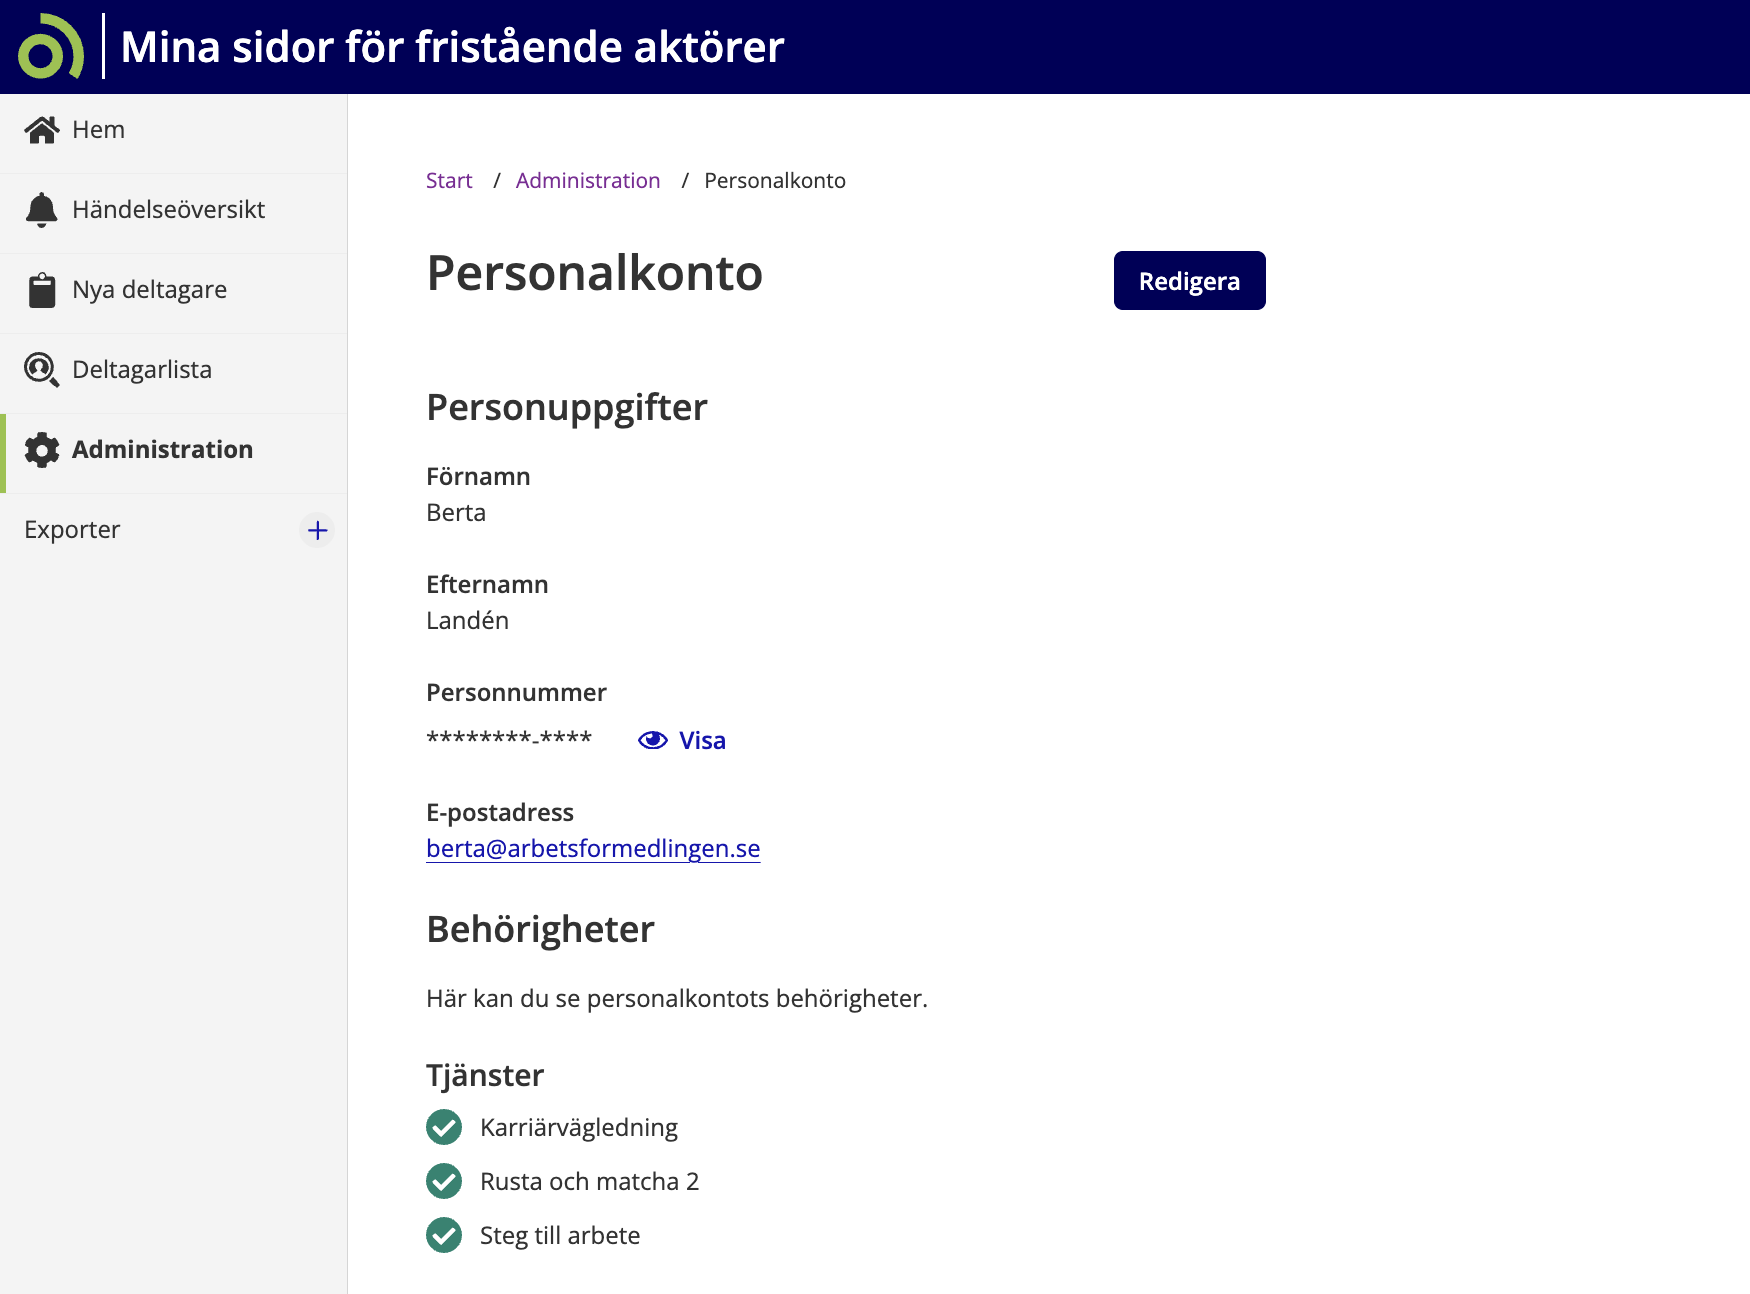 Mina sidor för fristående aktörer
Hem
Händelseöversikt
Nya deltagare
Deltagarlista
Administration
Exporter
Start / Administration / Personalkonto
Personalkonto
Redigera
Personuppgifter
Förnamn
Berta
Efternamn
Landén
Personnummer
********-**** Visa
E-postadress
berta@arbetsformedlingen.se
Behörigheter
Här kan du se personalkontots behörigheter.
Tjänster
Karriärvägledning
Rusta och matcha 2
Steg till arbete